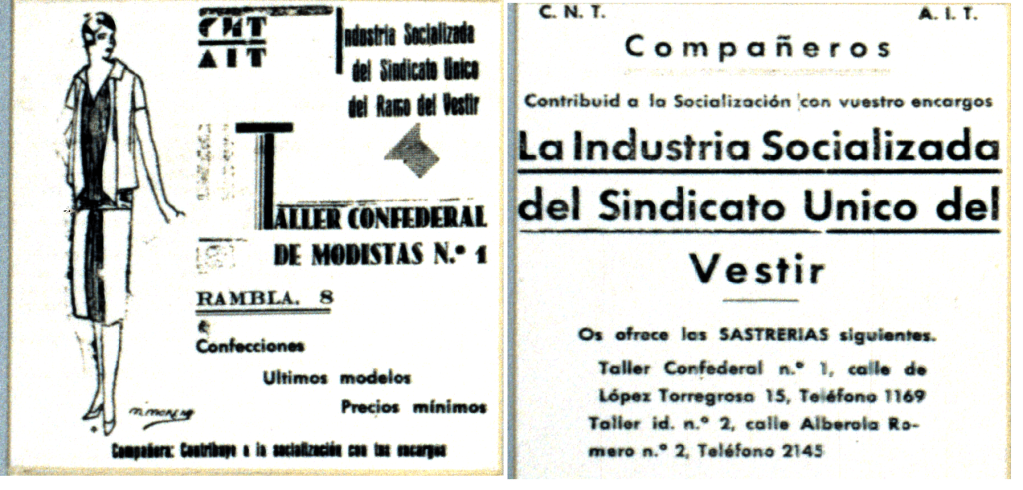 CNT
AIT
Industria Socializada
del Sindicato Unico
del Ramo del Vestir
TALLER CONFEDERAL
DE MODISTAS N.º 1
RAMBLA, 8
Confecciones
Ultimos modelos
Precios mínimos
Compañera: Contribuye a la socialización con tus encargos
C. N. T. A. I. T.
Compañeros
Contribuid a la Socialización con vuestro encargos
La Industria Socializada
del Sindicato Unico del
Vestir
Os ofrece las SASTRERIAS siguientes.
Taller Confederal n.º 1, calle de
López Torregrosa 15, Teléfono 1169
Taller id. n.º 2, calle Alberola Ro-
mero n.º 2, Teléfono 2145